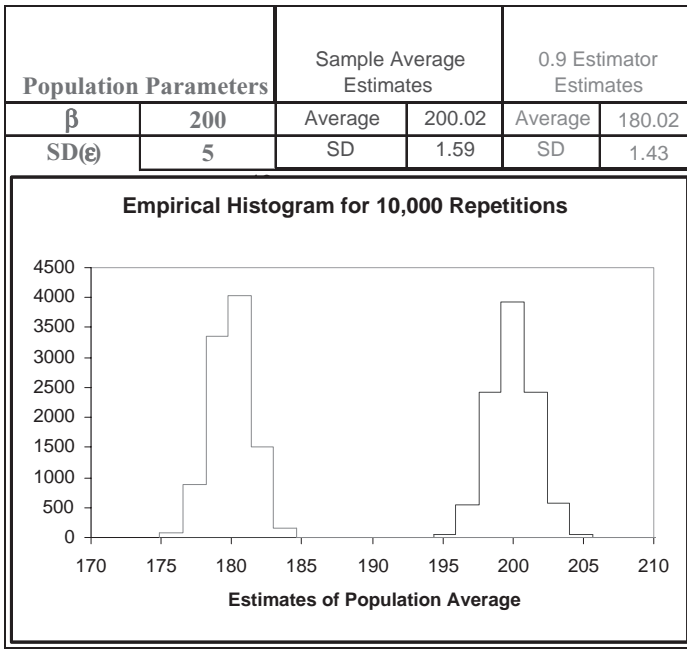 Population Parameters
Sample Average
Estimates
0.9 Estimator
Estimates
β 200 Average 200.02 Average 180.02
SD(ε) 5 SD 1.59 SD 1.43
Empirical Histogram for 10,000 Repetitions
4500
4000
3500
3000
2500
2000
1500
1000
500
0
170 175 180 185 190 195 200 205 210
Estimates of Population Average